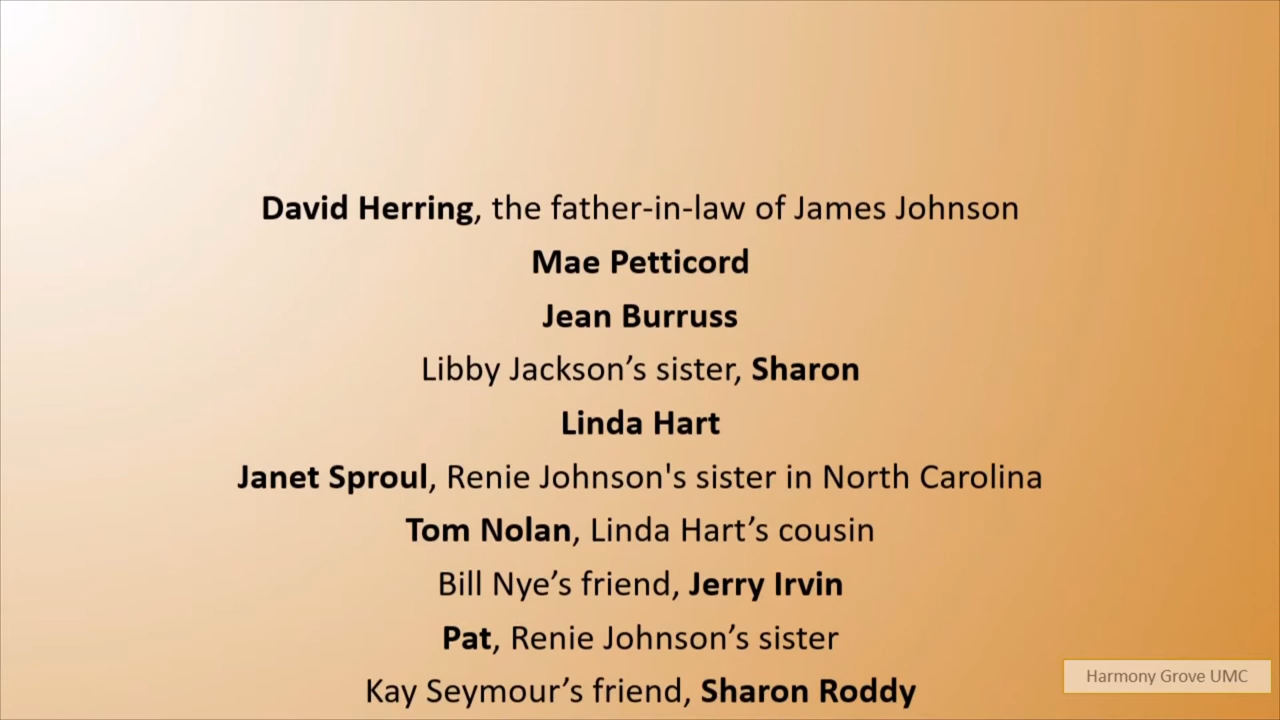 David Herring, the father-in-law of James Johnson
Mae Petticord
Jean Burruss
Libby Jackson’s sister, Sharon
Linda Hart
Janet Sproul, Renie Johnson's sister in North Carolina
Tom Nolan, Linda Hart’s cousin
Bill Nye’s friend, Jerry Irvin
Pat, Renie Johnson’s sister
Kay Seymour’s friend, Sharon Roddy
Harmony Grove UMC